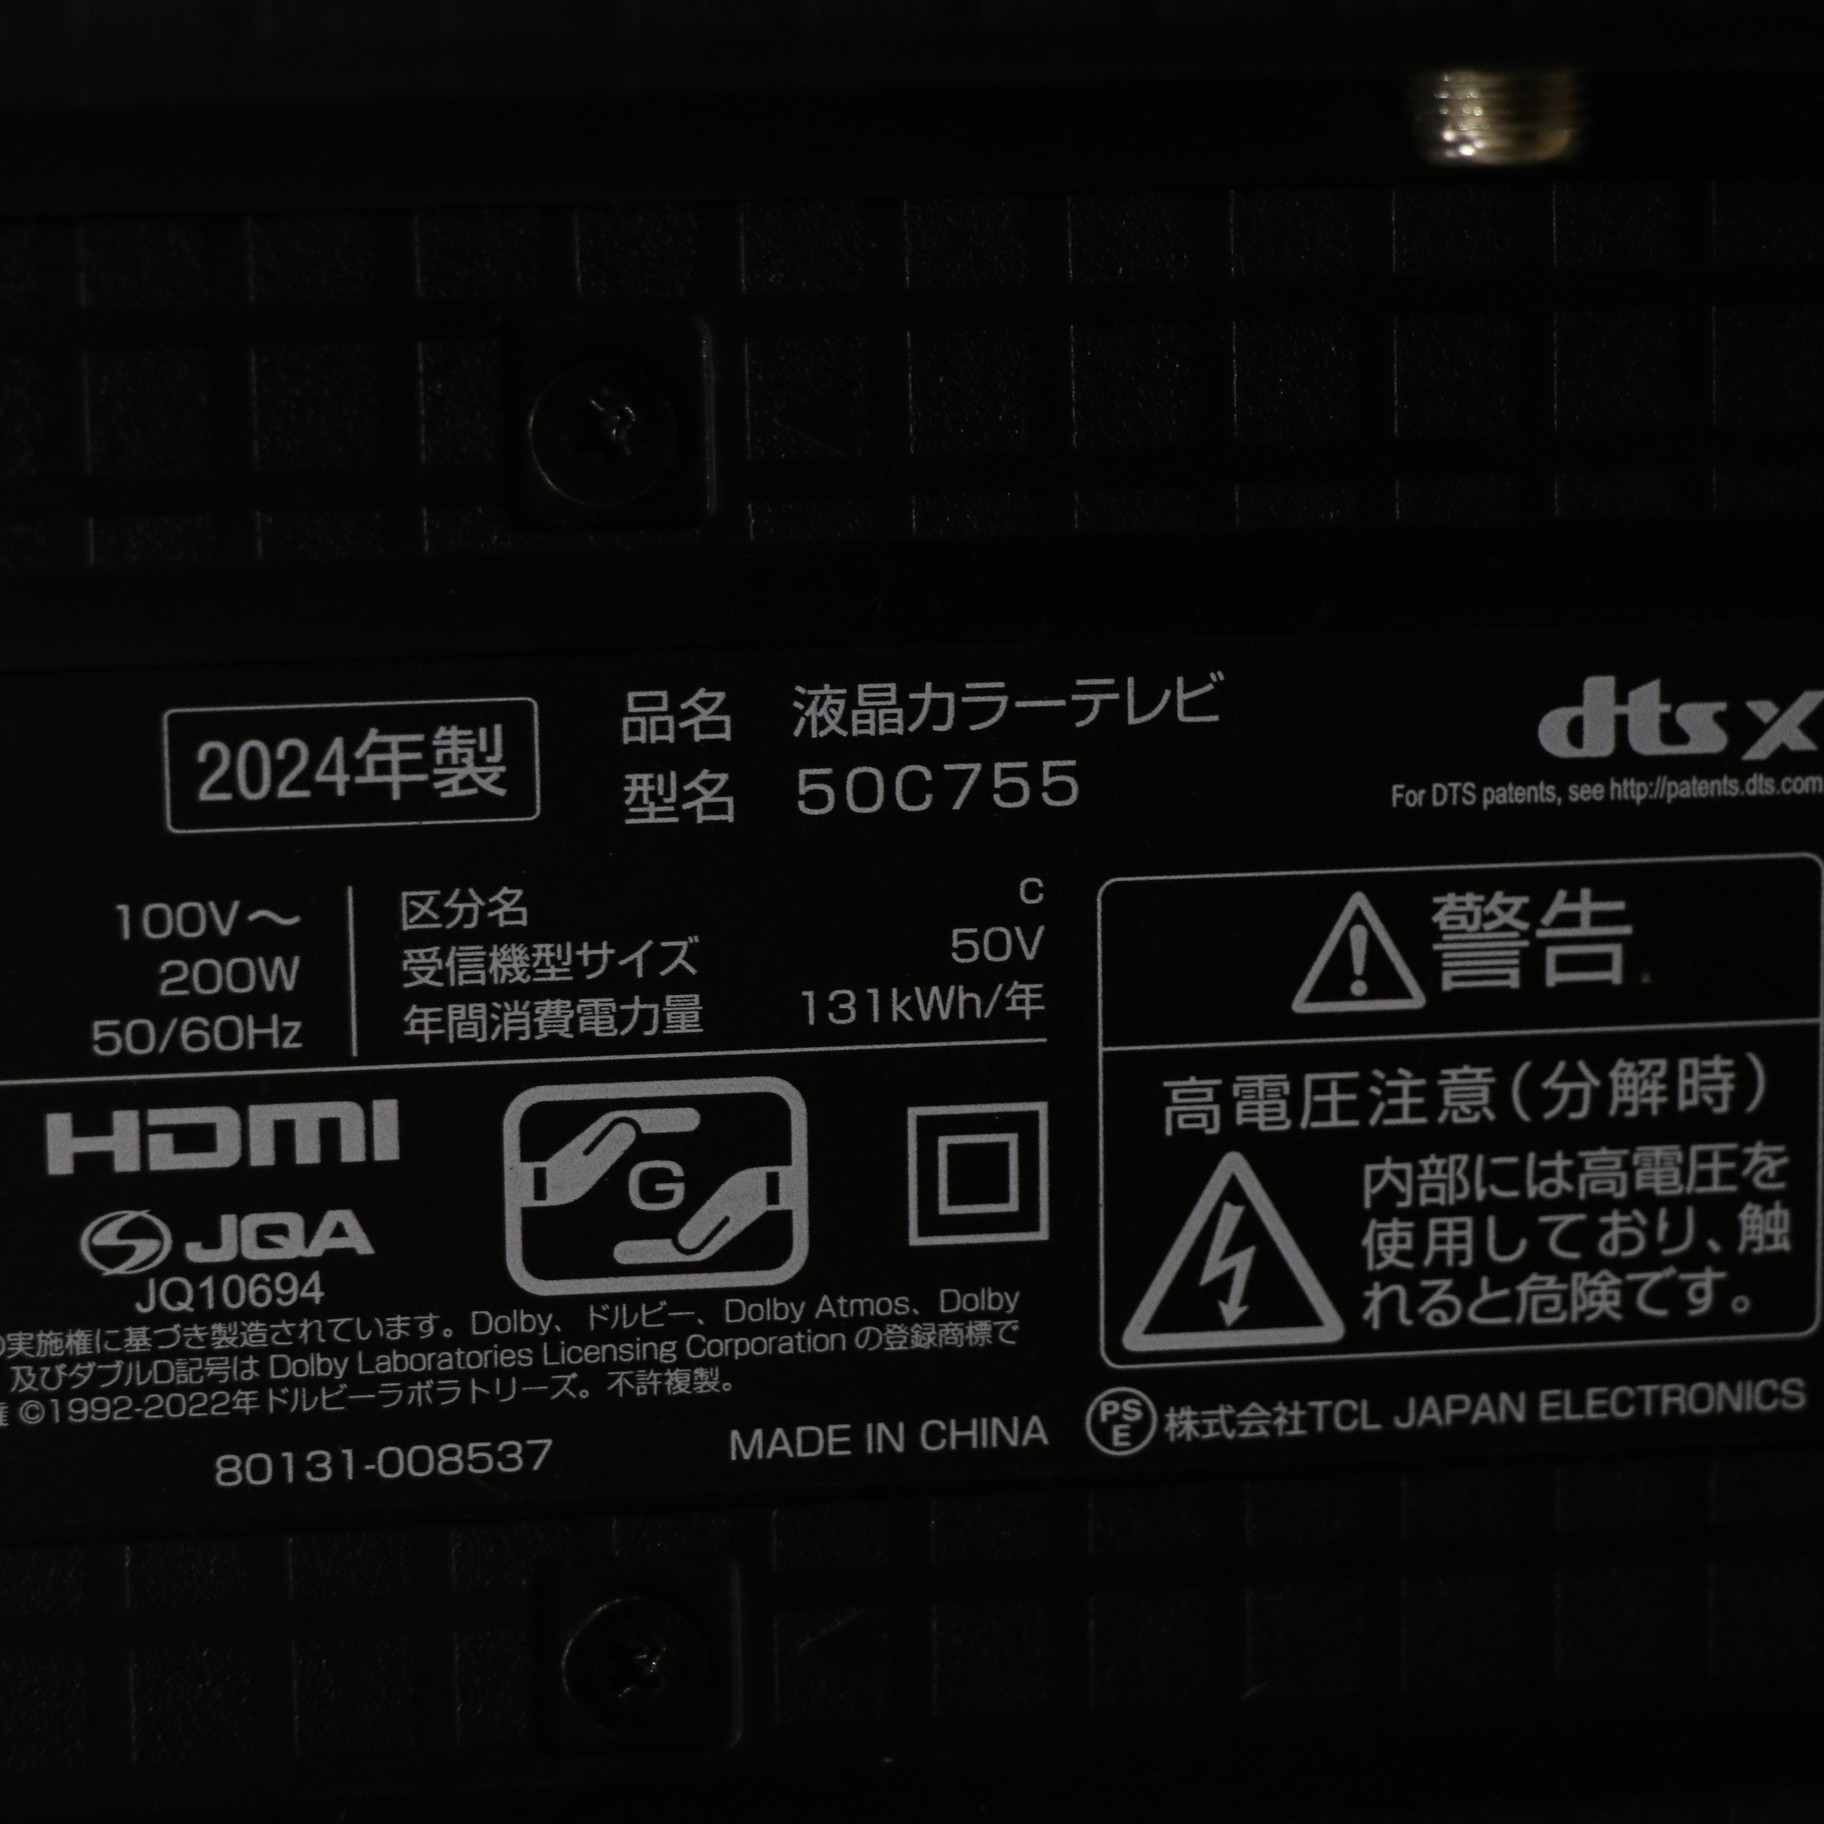 2024年製
品名 液晶カラーテレビ
型名 50C755
dts X
For DTS patents, see http://patents.dts.com
100V～
200W
50/60Hz
区分名 C
受信機型サイズ 50V
年間消費電力量 131kWh/年
警告
高電圧注意(分解時)
内部には高電圧を
使用しており、触
れると危険です。
HDMI
G
JQA
JQ10694
実施権に基づき製造されています。Dolby、ドルビー、Dolby Atmos、Dolby
及びダブルD記号は Dolby Laboratories Licensing Corporation の登録商標で
©1992-2022年ドルビーラボラトリーズ。不許複製。
80131-008537
MADE IN CHINA
PSE 株式会社TCL JAPAN ELECTRONICS